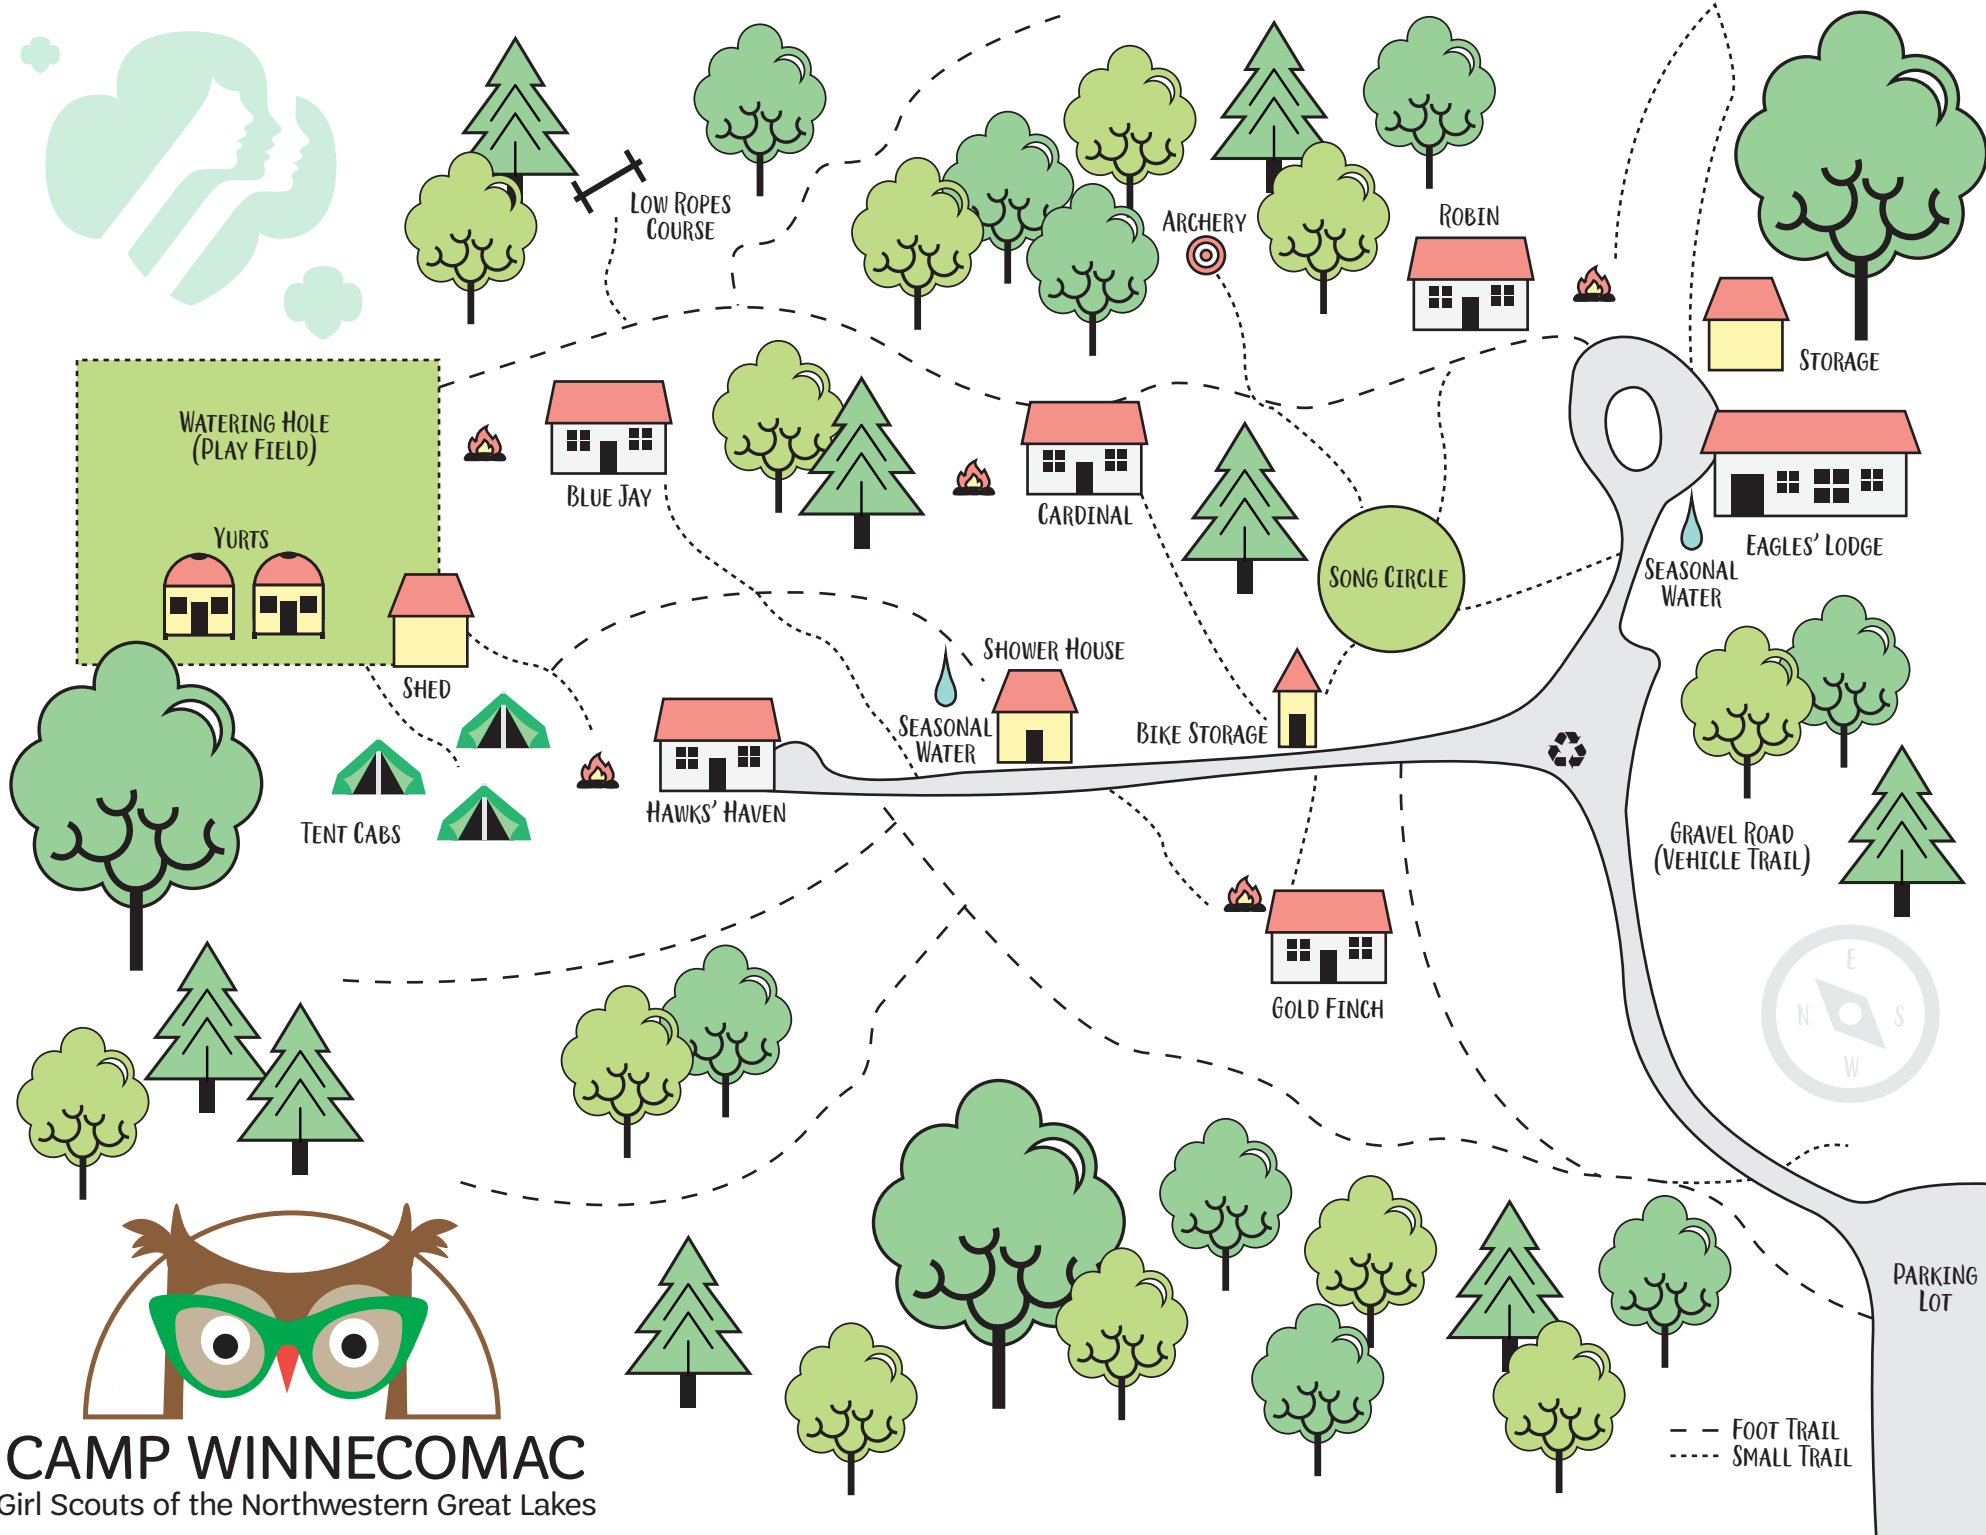 LOW ROPES
COURSE
ARCHERY
ROBIN
STORAGE
WATERING HOLE
(PLAY FIELD)
YURTS
BLUE JAY
CARDINAL
SONG CIRCLE
EAGLES' LODGE
SEASONAL
WATER
SHED
SHOWER HOUSE
SEASONAL
WATER
BIKE STORAGE
TENT CABS
HAWKS' HAVEN
GRAVEL ROAD
(VEHICLE TRAIL)
GOLD FINCH
E
N
S
W
PARKING
LOT
FOOT TRAIL
SMALL TRAIL
CAMP WINNECOMAC
Girl Scouts of the Northwestern Great Lakes